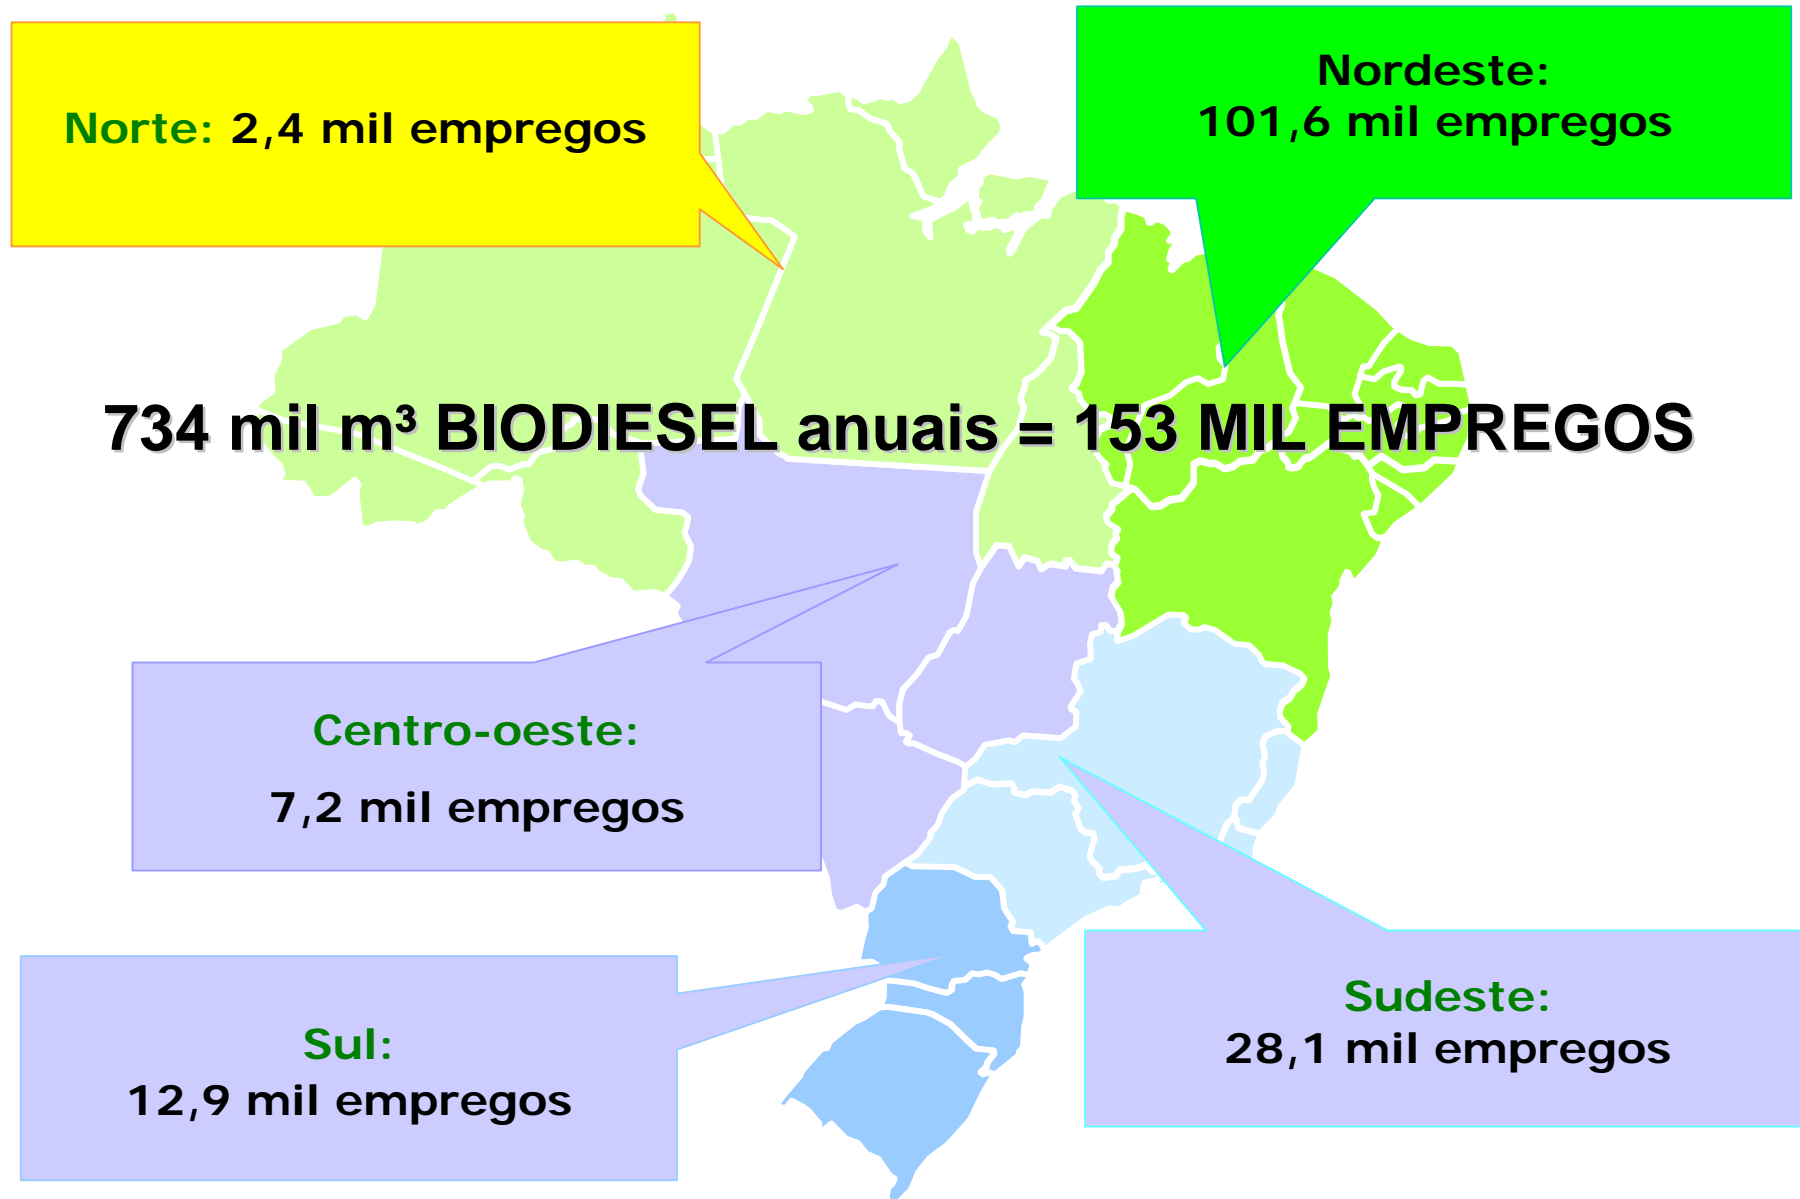 Norte: 2,4 mil empregos
Nordeste:
101,6 mil empregos
734 mil m³ BIODIESEL anuais = 153 MIL EMPREGOS
Centro-oeste:
7,2 mil empregos
Sudeste:
28,1 mil empregos
Sul:
12,9 mil empregos